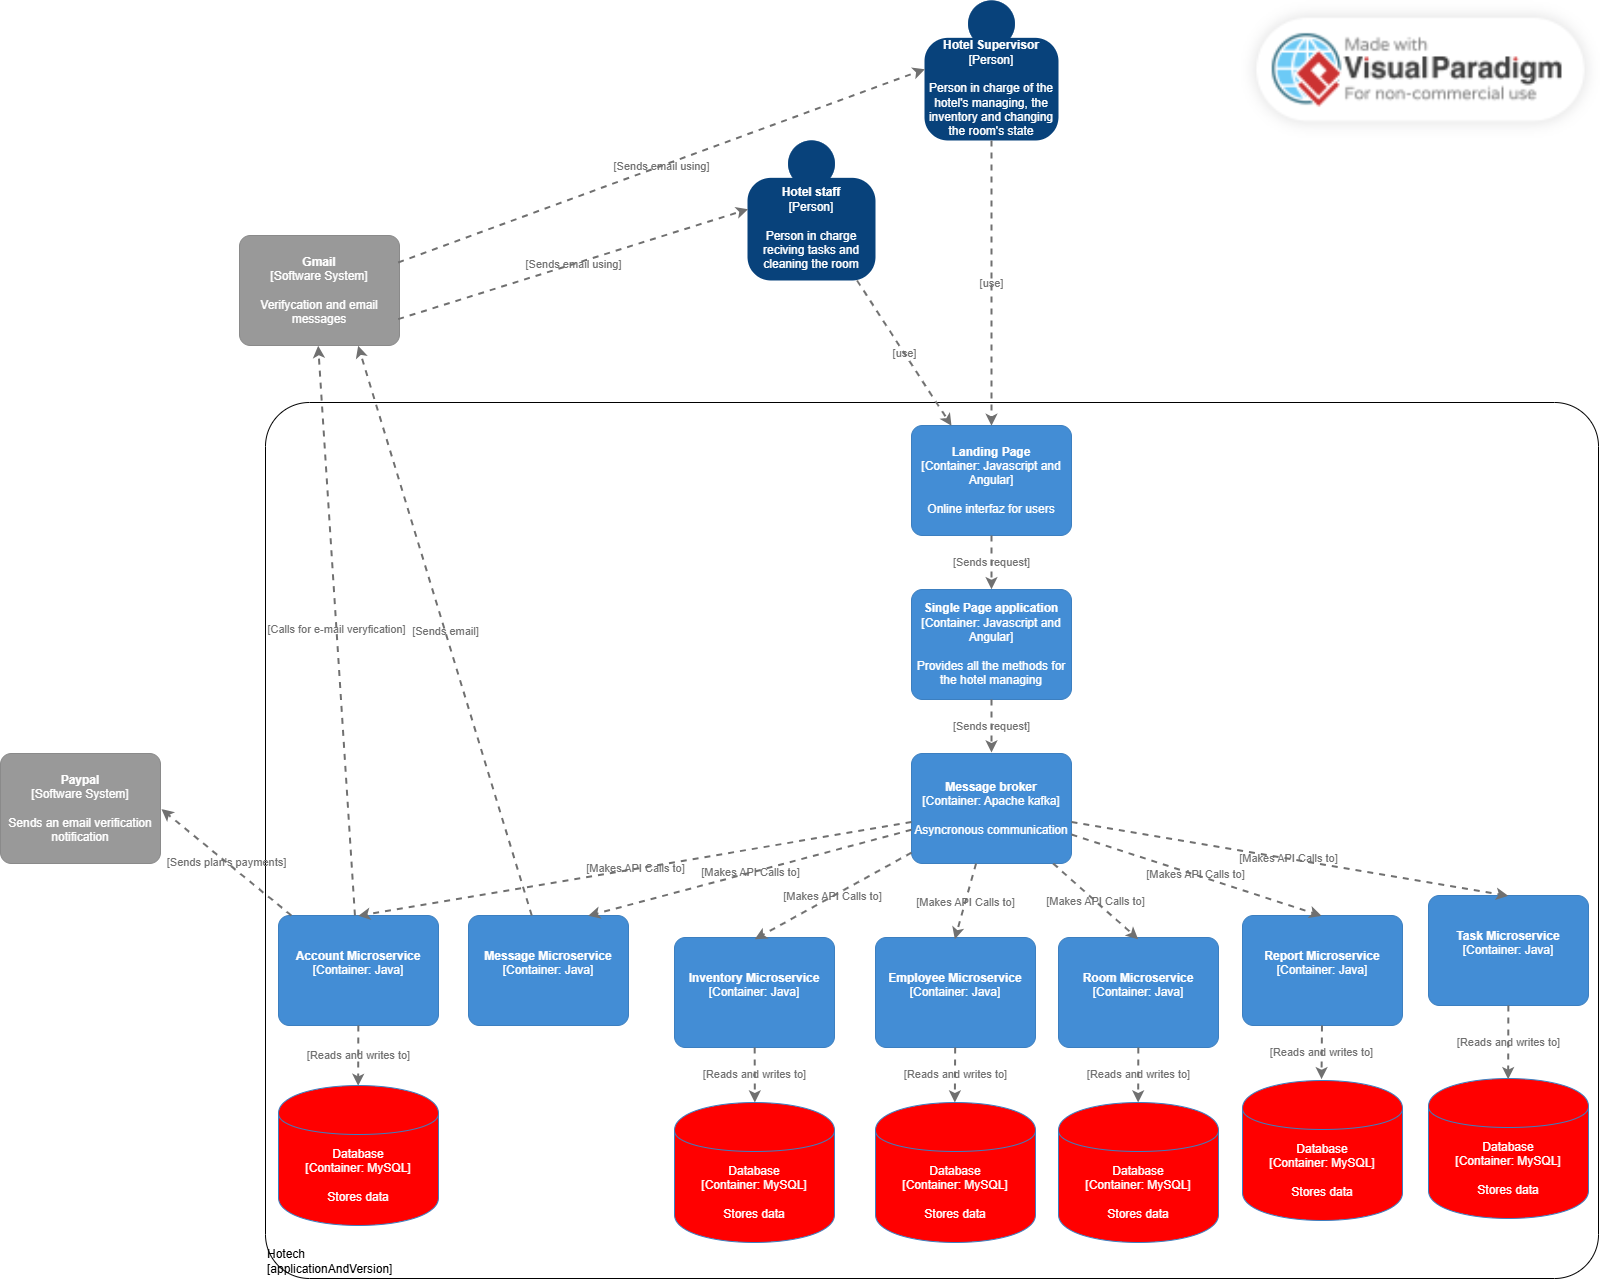 Hotel Supervisor
[Person]
Person in charge of the
hotel's managing, the
inventory and changing
the room's state
Made with
VisualParadigm
For non-commercial use
[Sends email using]
Hotel staff
[Person]
Person in charge
reciving tasks and
cleaning the room
Gmail
[Software System]
Verifycation and email
messages
[Sends email using]
[use]
[use]
Landing Page
[Container: Javascript and
Angular]
Online interfaz for users
[Sends request]
Single Page application
[Container: Javascript and
Angular]
Provides all the methods for
the hotel managing
[Calls for e-mail veryfication]
[Sends email]
[Sends request]
Paypal
[Software System]
Sends an email verification
notification
Message broker
[Container: Apache kafka]
Asyncronous communication
[Sends plan's payments]
[Makes API Calls to]
[Makes API Calls to]
[Makes API Calls to]
[Makes API Calls to]
[Makes API Calls to]
[Makes API Calls to]
[Makes API Calls to]
Account Microservice
[Container: Java]
Message Microservice
[Container: Java]
Inventory Microservice
[Container: Java]
Employee Microservice
[Container: Java]
Room Microservice
[Container: Java]
Report Microservice
[Container: Java]
Task Microservice
[Container: Java]
[Reads and writes to]
[Reads and writes to]
[Reads and writes to]
[Reads and writes to]
[Reads and writes to]
[Reads and writes to]
Database
[Container: MySQL]
Stores data
Database
[Container: MySQL]
Stores data
Database
[Container: MySQL]
Stores data
Database
[Container: MySQL]
Stores data
Database
[Container: MySQL]
Stores data
Database
[Container: MySQL]
Stores data
Hotech
[applicationAndVersion]